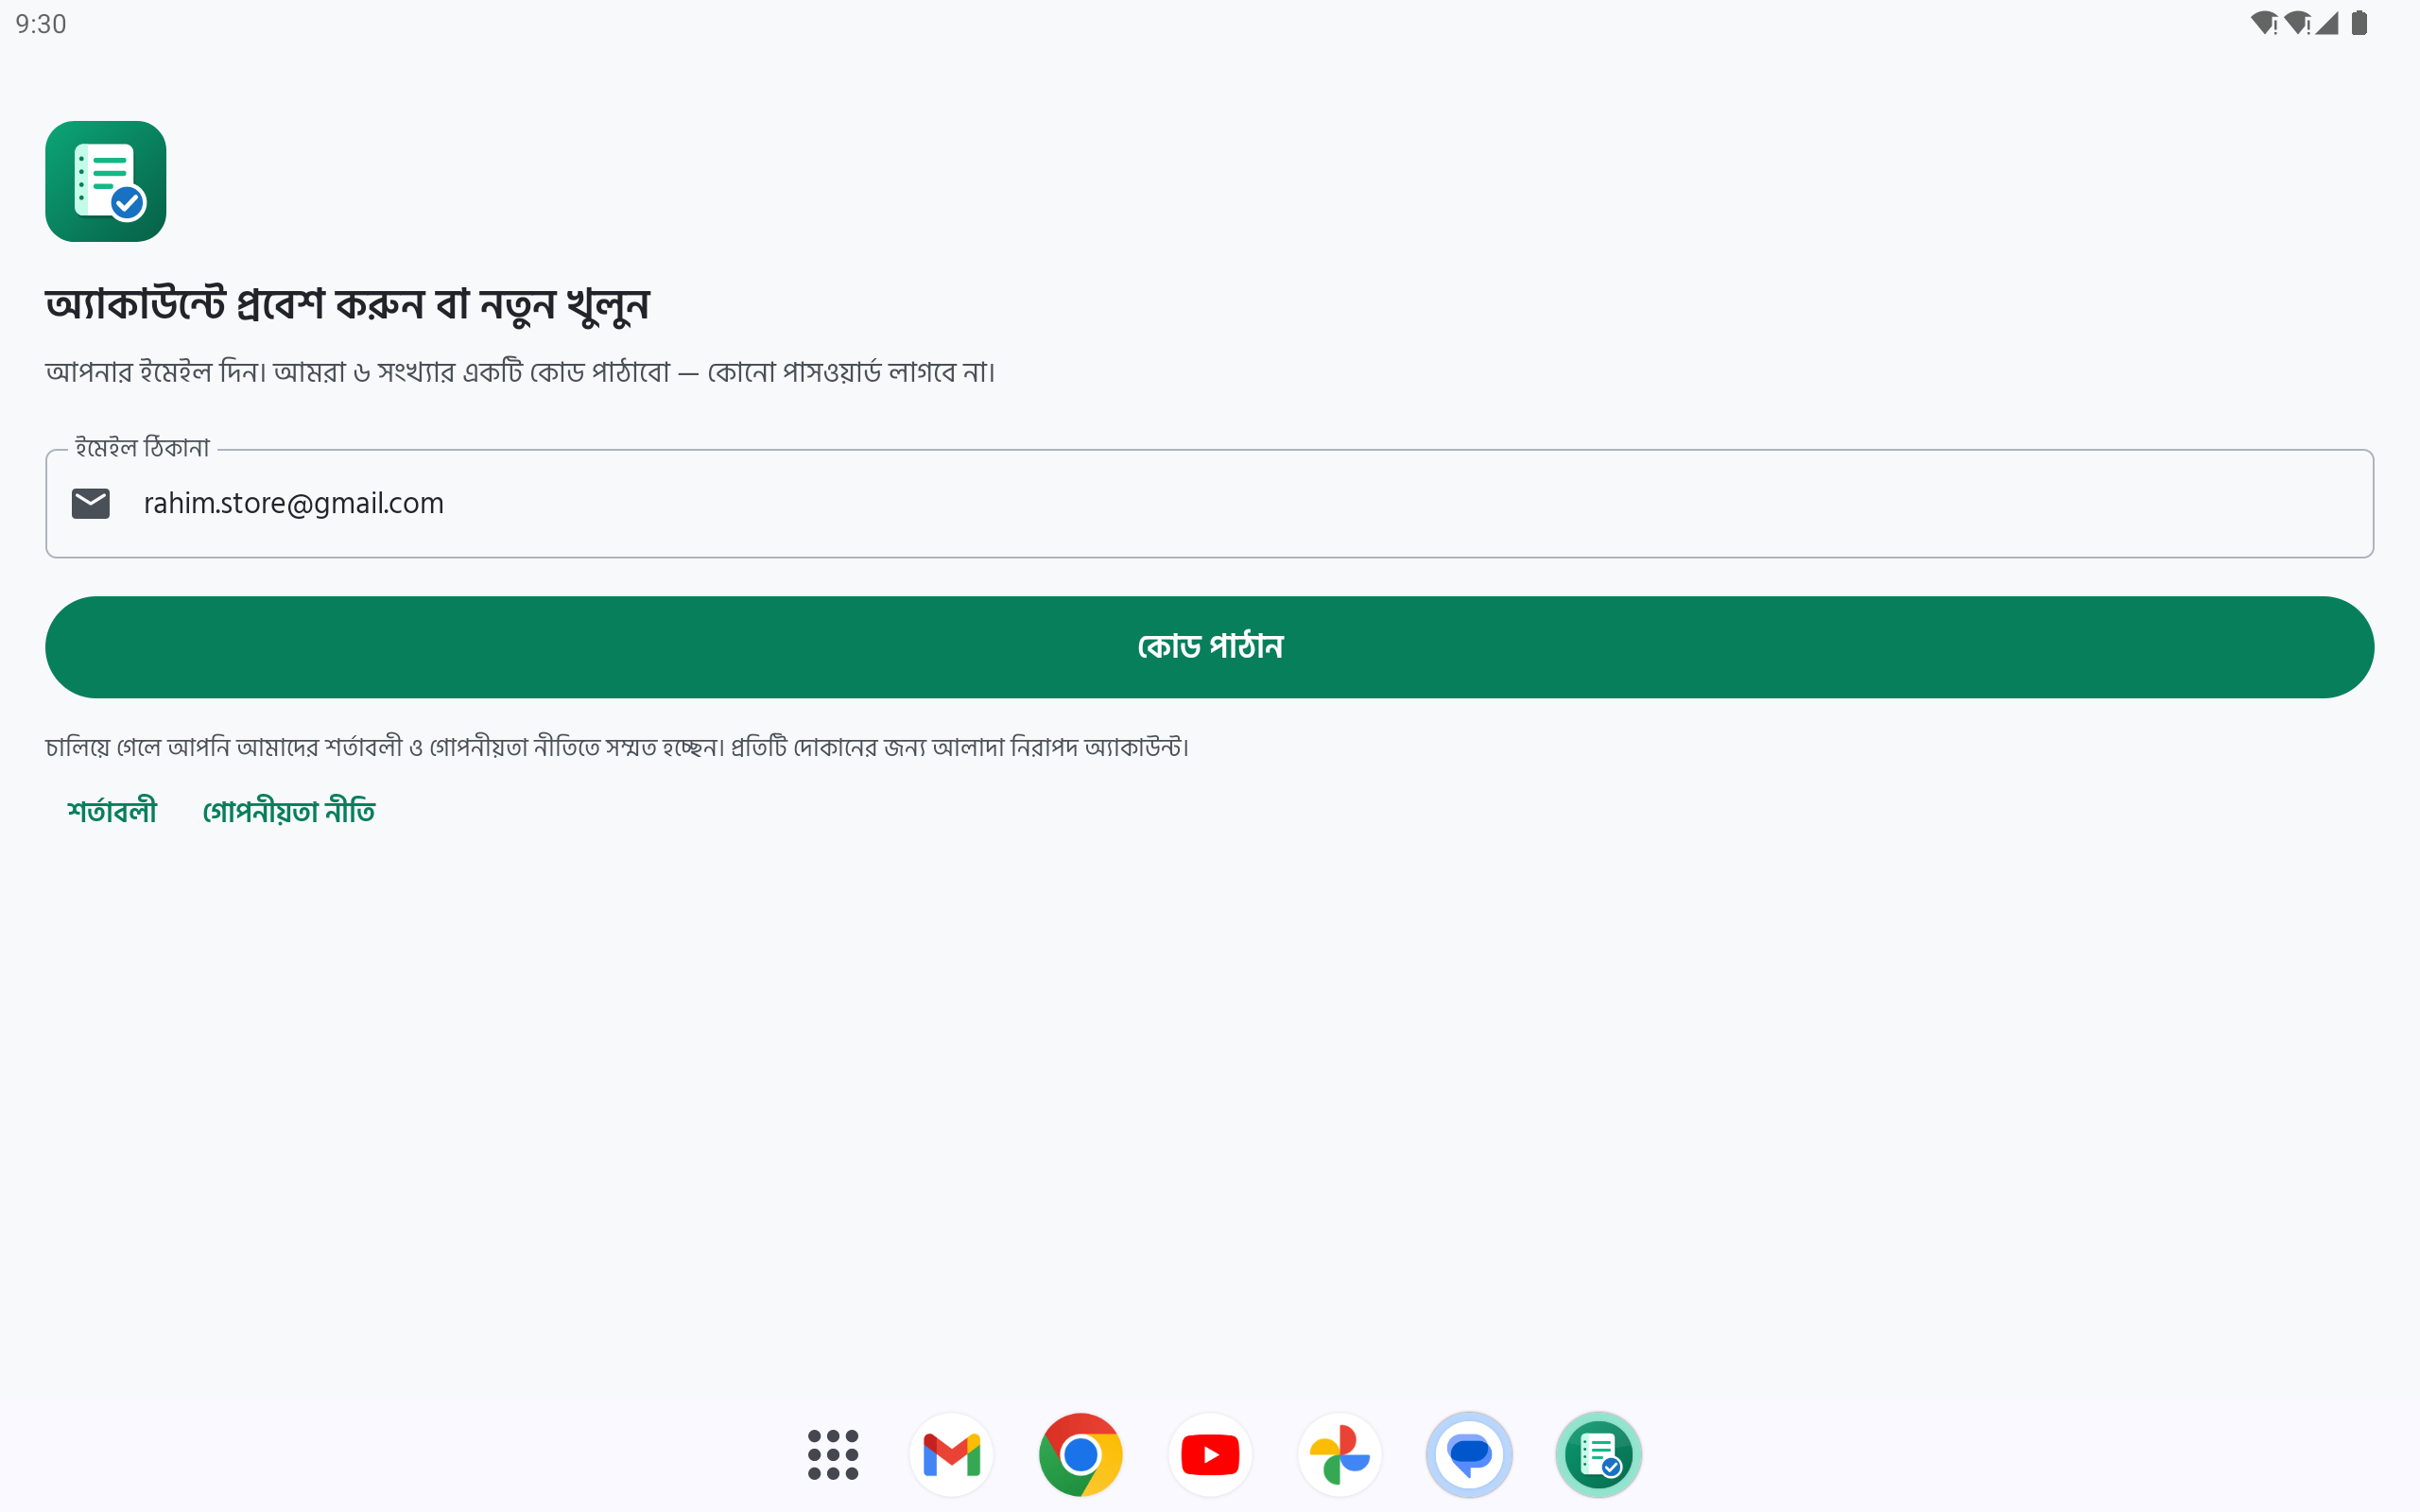 9:30
অ্যাকাউন্টে প্রবেশ করুন বা নতুন খুলুন
আপনার ইমেইল দিন। আমরা ৬ সংখ্যার একটি কোড পাঠাবো — কোনো পাসওয়ার্ড লাগবে না।
ইমেইল ঠিকানা
rahim.store@gmail.com
কোড পাঠান
চালিয়ে গেলে আপনি আমাদের শর্তাবলী ও গোপনীয়তা নীতিতে সম্মত হচ্ছেন। প্রতিটি দোকানের জন্য আলাদা নিরাপদ অ্যাকাউন্ট।
শর্তাবলী গোপনীয়তা নীতি